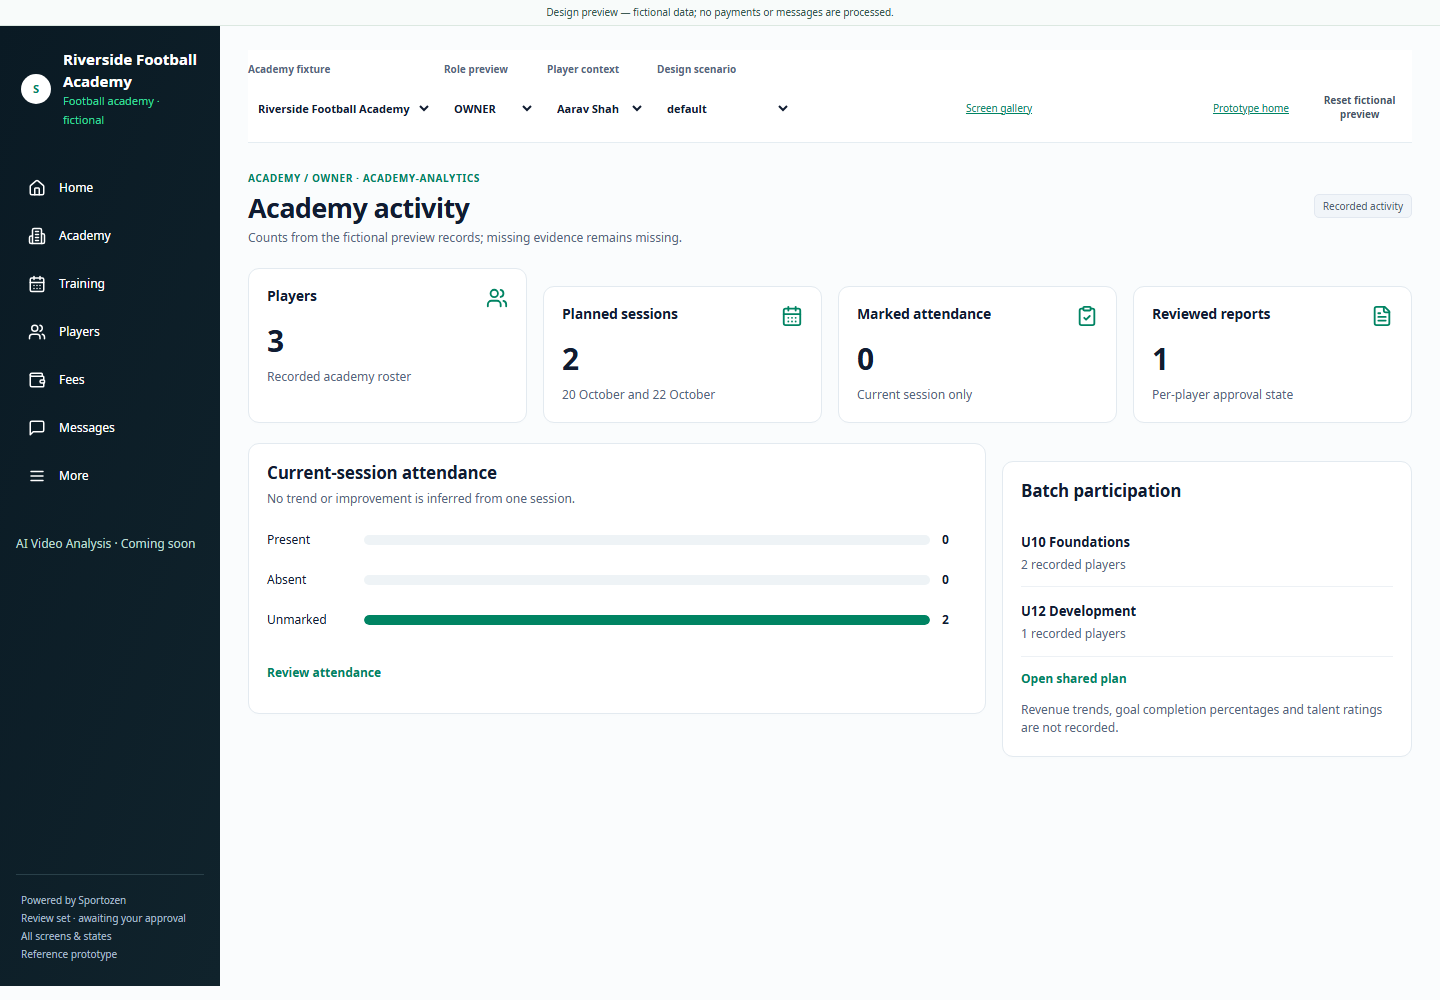 Design preview — fictional data; no payments or messages are processed.
S
Riverside Football
Academy
Football academy ·
fictional
Home
Academy
Training
Players
Fees
Messages
More
AI Video Analysis · Coming soon
Powered by Sportozen
Review set · awaiting your approval
All screens & states
Reference prototype
Academy fixture
Role preview
Player context
Design scenario
Riverside Football Academy
OWNER
Aarav Shah
default
Screen gallery
Prototype home
Reset fictional
preview
ACADEMY / OWNER · ACADEMY-ANALYTICS
Academy activity
Counts from the fictional preview records; missing evidence remains missing.
Recorded activity
Players
3
Recorded academy roster
Planned sessions
2
20 October and 22 October
Marked attendance
0
Current session only
Reviewed reports
1
Per-player approval state
Current-session attendance
No trend or improvement is inferred from one session.
Present 0
Absent 0
Unmarked 2
Review attendance
Batch participation
U10 Foundations
2 recorded players
U12 Development
1 recorded players
Open shared plan
Revenue trends, goal completion percentages and talent ratings
are not recorded.